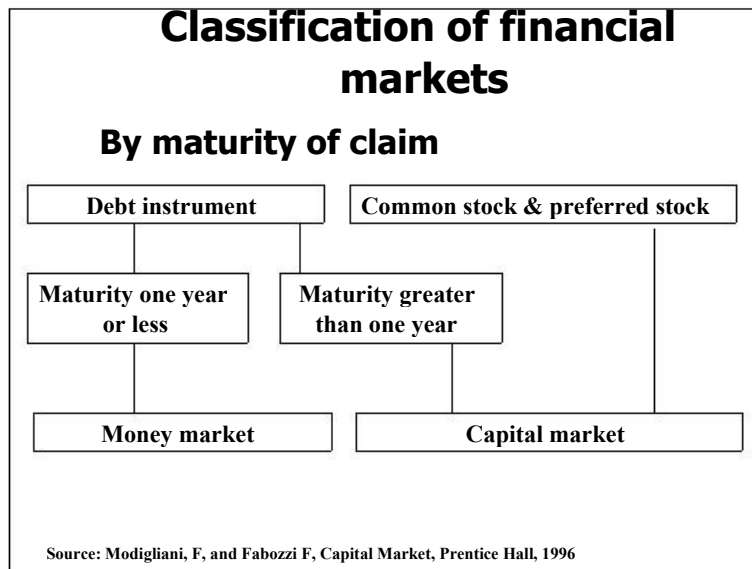 Classification of financial
markets
By maturity of claim
Debt instrument
Common stock & preferred stock
Maturity one year
or less
Maturity greater
than one year
Money market
Capital market
Source: Modigliani, F, and Fabozzi F, Capital Market, Prentice Hall, 1996